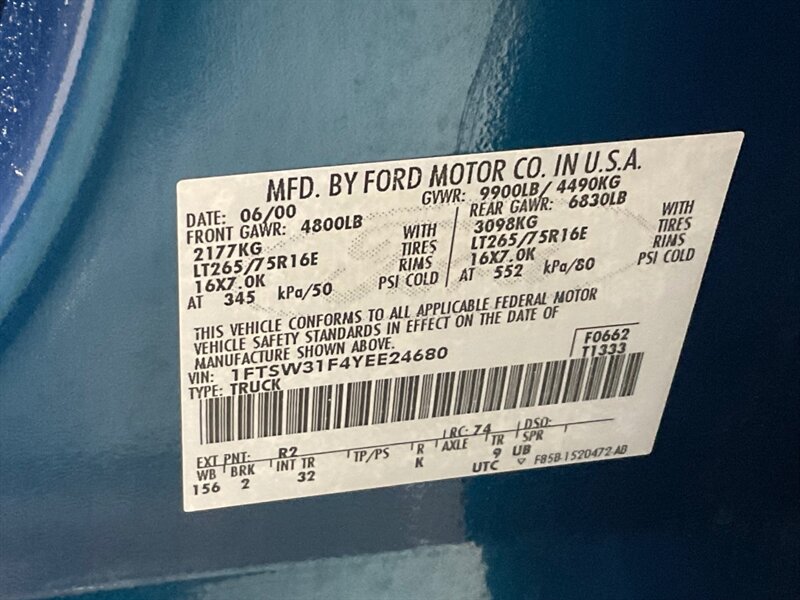 MFD. BY FORD MOTOR CO. IN U.S.A.
DATE: 06/00 GVWR: 9900LB/ 4490KG
FRONT GAWR: 4800LB REAR GAWR: 6830LB
2177KG WITH 3098KG WITH
LT265/75R16E TIRES LT265/75R16E TIRES
16X7.0K RIMS 16X7.0K RIMS
AT 345 kPa/50 PSI COLD AT 552 kPa/80 PSI COLD
THIS VEHICLE CONFORMS TO ALL APPLICABLE FEDERAL MOTOR
VEHICLE SAFETY STANDARDS IN EFFECT ON THE DATE OF
MANUFACTURE SHOWN ABOVE.
VIN: 1FTSW31F4YEE24680 F0662
TYPE: TRUCK T1333
EXT PNT: R2 RC: 74 DSO:
WB BRK INT TR TP/PS R AXLE TR SPR
156 2 32 K 9 UB
UTC F85B-1520472-AB